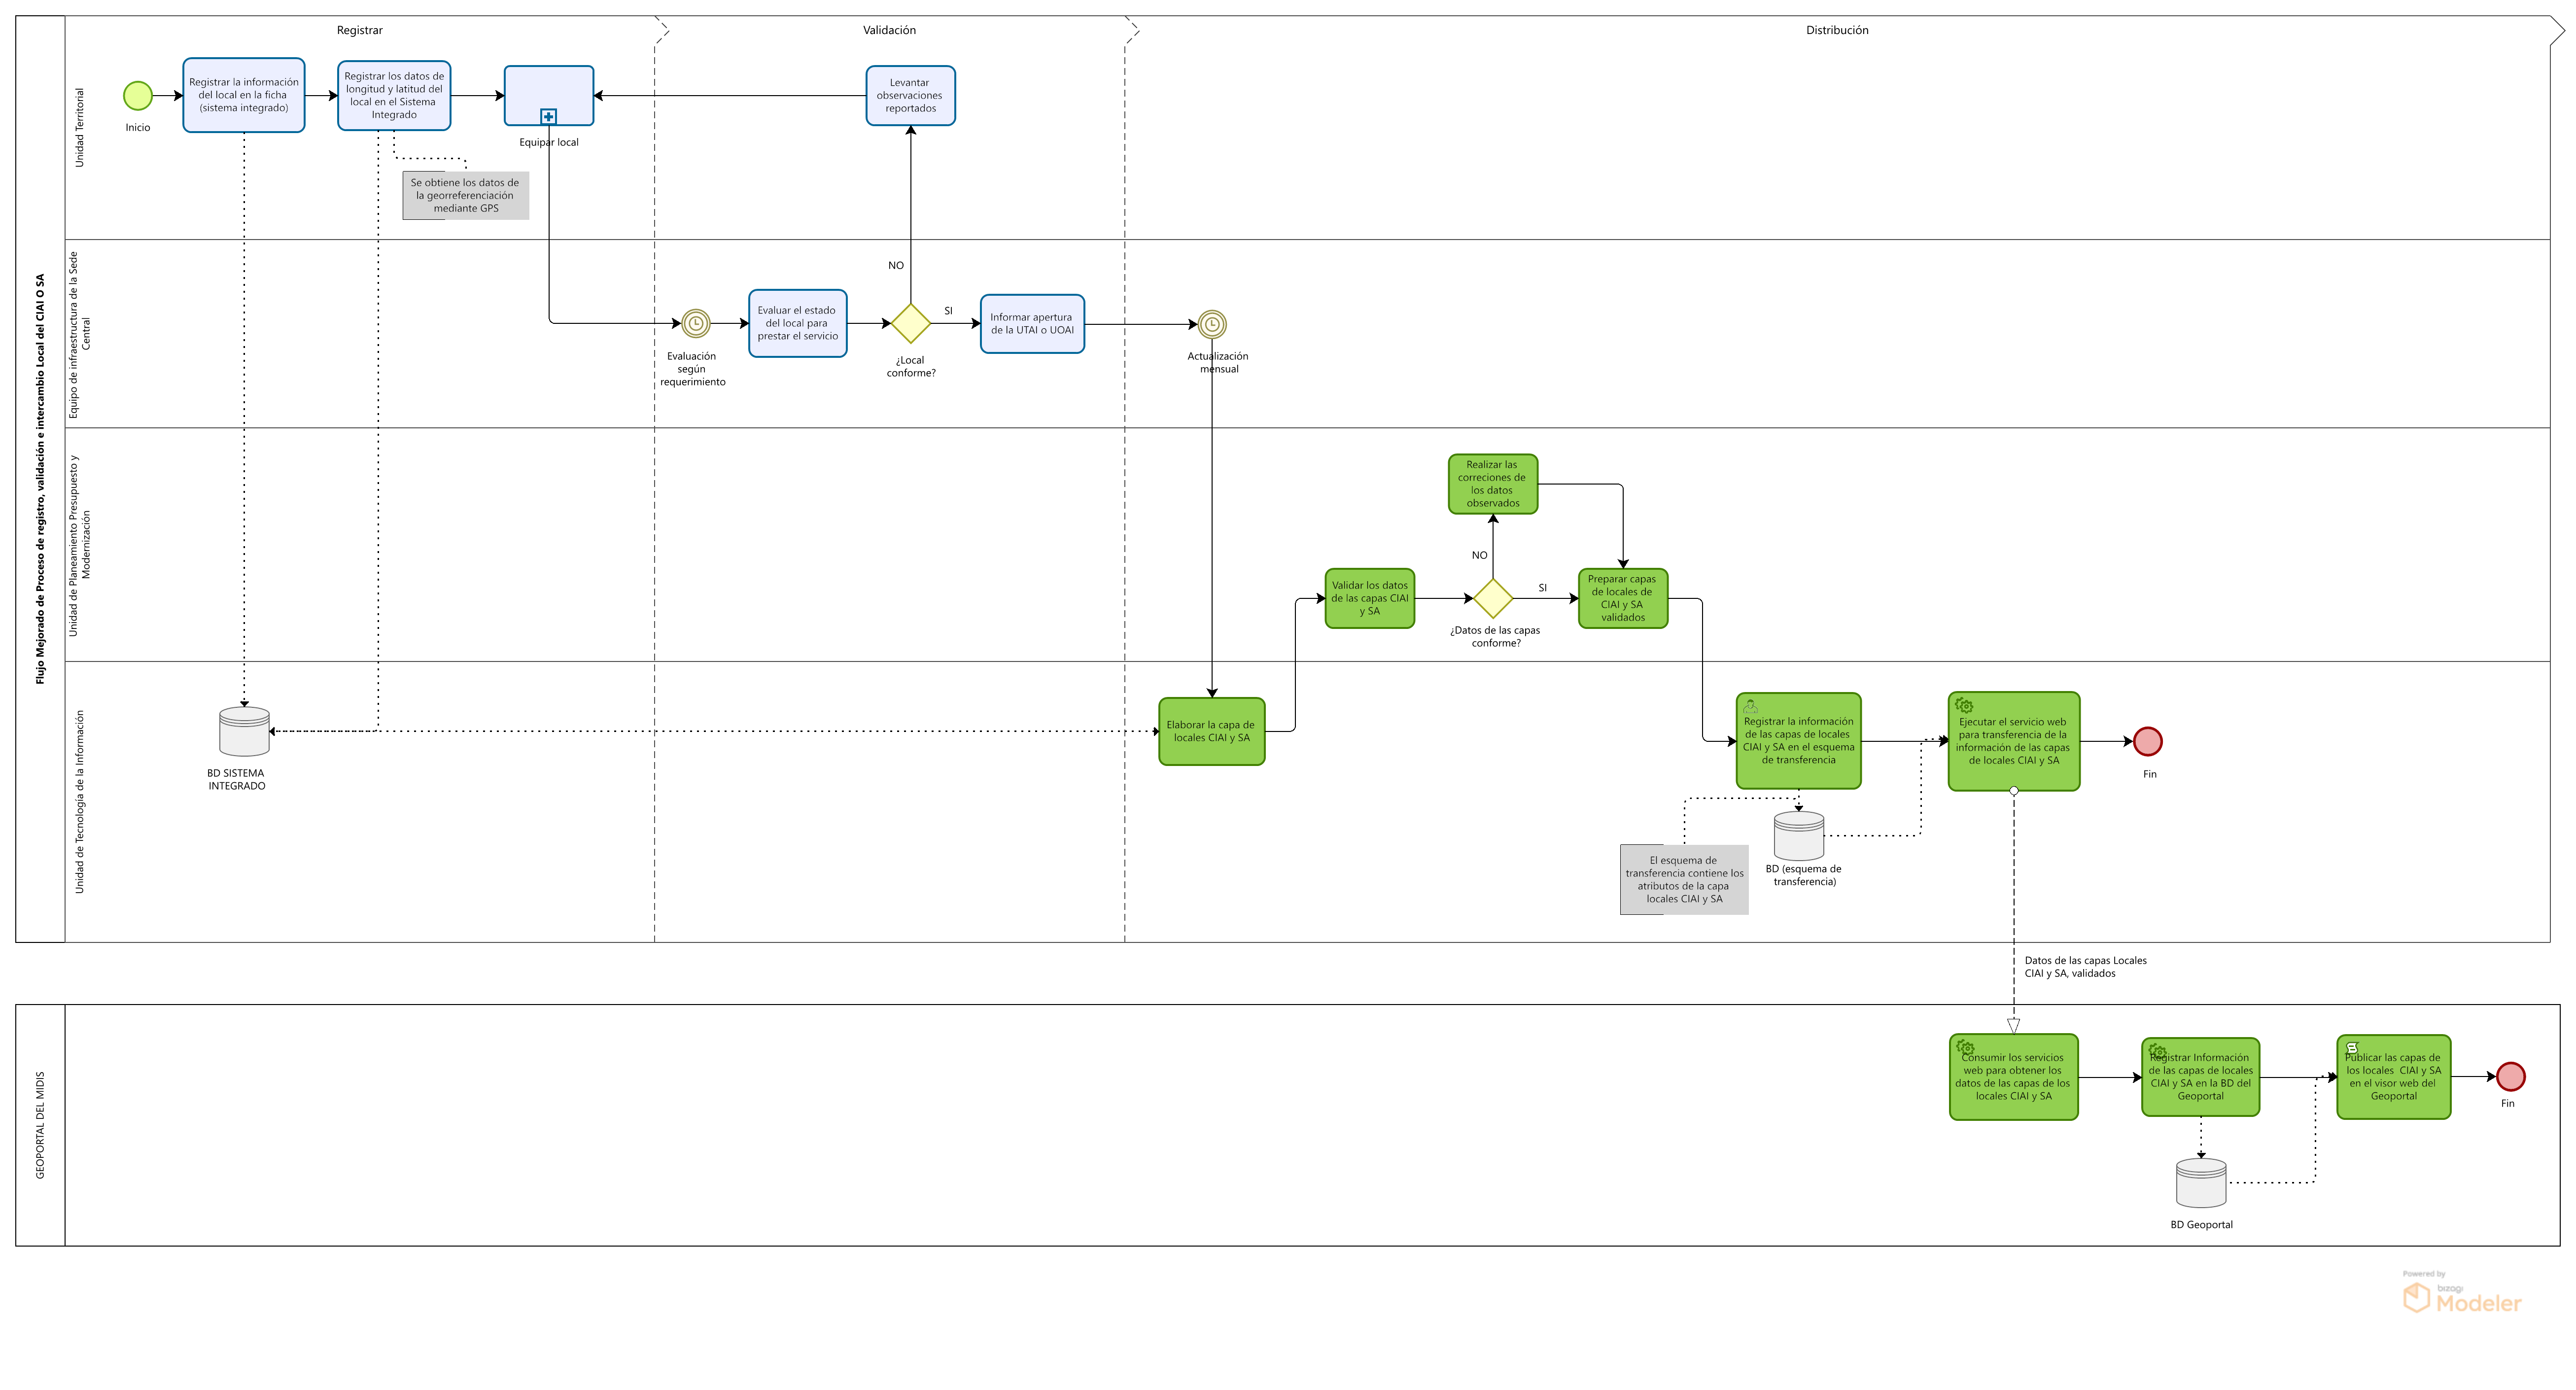 Registrar
Validación
Distribución
Flujo Mejorado de Proceso de registro, validación e intercambio Local del CIAI O SA
Unidad Territorial
Inicio
Registrar la información
del local en la ficha
(sistema integrado)
Registrar los datos de
longitud y latitud del
local en el Sistema
Integrado
Equipar local
Levantar
observaciones
reportados
Se obtiene los datos de
la georreferenciación
mediante GPS
Equipo de infraestructura de la Sede
Central
Evaluación
según
requerimiento
Evaluar el estado
del local para
prestar el servicio
NO
SI
¿Local
conforme?
Informar apertura
de la UTAI o UOAI
Actualización
mensual
Unidad de Planeamiento Presupuesto y
Modernización
Realizar las
correciones de
los datos
observados
NO
Validar los datos
de las capas CIAI
y SA
SI
¿Datos de las capas
conforme?
Preparar capas
de locales de
CIAI y SA
validados
Unidad de Tecnología de la Información
BD SISTEMA
INTEGRADO
Elaborar la capa de
locales CIAI y SA
Registrar la información
de las capas de locales
CIAI y SA en el esquema
de transferencia
Ejecutar el servicio web
para transferencia de la
información de las capas
de locales CIAI y SA
Fin
El esquema de
transferencia contiene los
atributos de la capa
locales CIAI y SA
BD (esquema de
transferencia)
Datos de las capas Locales
CIAI y SA, validados
GEOPORTAL DEL MIDIS
Consumir los servicios
web para obtener los
datos de las capas de los
locales CIAI y SA
Registrar Información
de las capas de locales
CIAI y SA en la BD del
Geoportal
Publicar las capas de
los locales CIAI y SA
en el visor web del
Geoportal
Fin
BD Geoportal
Powered by
bizagi
Modeler